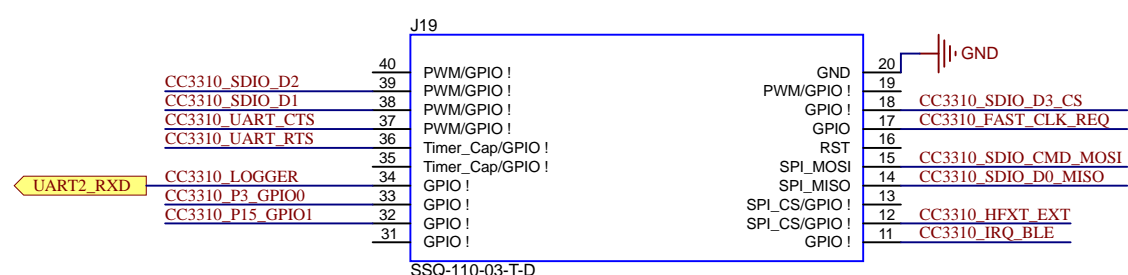 J19
40 PWM/GPIO ! GND 20 GND
CC3310_SDIO_D2 39 PWM/GPIO ! PWM/GPIO ! 19
CC3310_SDIO_D1 38 PWM/GPIO ! GPIO ! 18 CC3310_SDIO_D3_CS
CC3310_UART_CTS 37 PWM/GPIO ! GPIO 17 CC3310_FAST_CLK_REQ
CC3310_UART_RTS 36 Timer_Cap/GPIO ! RST 16
35 Timer_Cap/GPIO ! SPI_MOSI 15 CC3310_SDIO_CMD_MOSI
UART2_RXD CC3310_LOGGER 34 GPIO ! SPI_MISO 14 CC3310_SDIO_D0_MISO
CC3310_P3_GPIO0 33 GPIO ! SPI_CS/GPIO ! 13
CC3310_P15_GPIO1 32 GPIO ! SPI_CS/GPIO ! 12 CC3310_HFXT_EXT
31 GPIO ! GPIO ! 11 CC3310_IRQ_BLE
SSQ-110-03-T-D